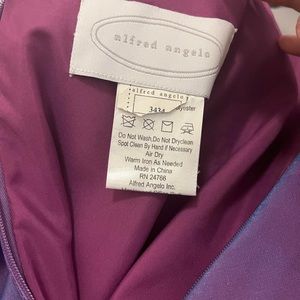 alfred angelo
alfred angelo
3434
yester
Do Not Wash.Do Not Dryclean
Spot Clean By Hand if Necessary
Air Dry
Warm Iron As Needed
Made in China
RN 24766
Alfred Angelo Inc.